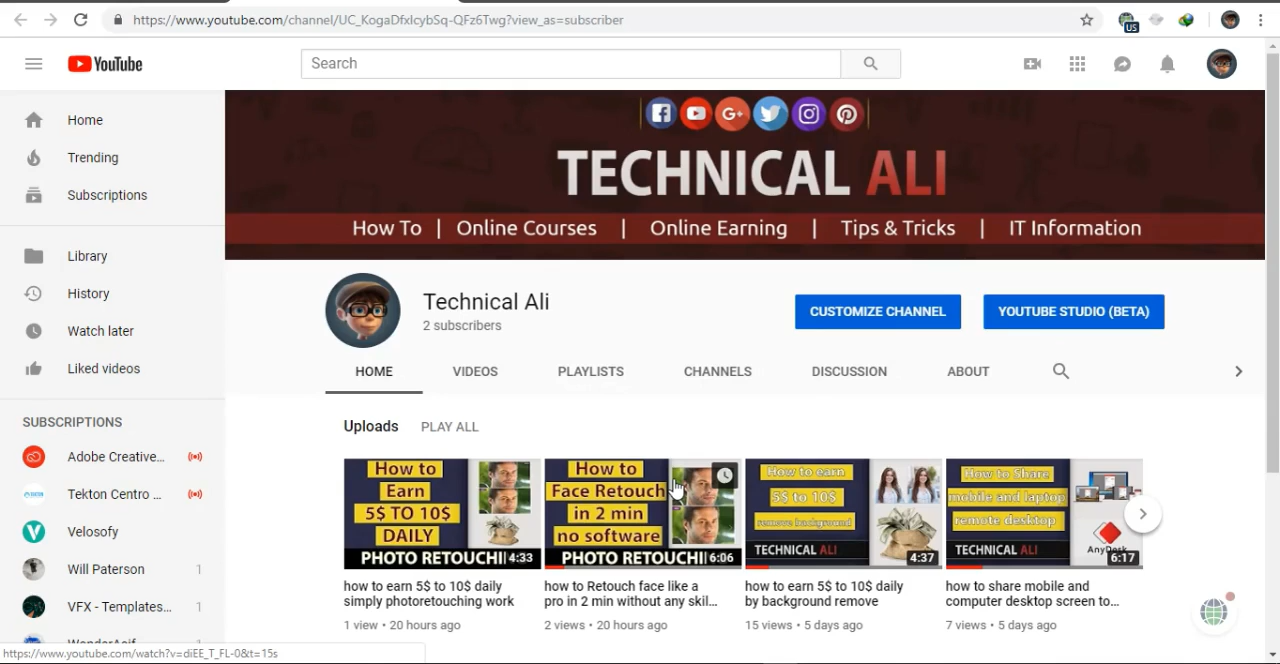 https://www.youtube.com/channel/UC_KogaDfxIcybSq-QFz6Twg?view_as=subscriber
US
YouTube
Search
Home
Trending
Subscriptions
Library
History
Watch later
Liked videos
SUBSCRIPTIONS
Adobe Creative...
Tekton Centro ...
Velosofy
Will Paterson 1
VFX - Templates... 1
TECHNICAL ALI
How To | Online Courses | Online Earning | Tips & Tricks | IT Information
Technical Ali
2 subscribers
CUSTOMIZE CHANNEL
YOUTUBE STUDIO (BETA)
HOME VIDEOS PLAYLISTS CHANNELS DISCUSSION ABOUT
Uploads PLAY ALL
How to
Earn
5$ TO 10$
DAILY
PHOTO RETOUCHI
4:33
how to earn 5$ to 10$ daily
simply photoretouching work
1 view • 20 hours ago
How to
Face Retouch
in 2 min
no software
PHOTO RETOUCHI
6:06
how to Retouch face like a
pro in 2 min without any skil...
2 views • 20 hours ago
How to earn
5$ to 10$
remove background
TECHNICAL ALI
4:37
how to earn 5$ to 10$ daily
by background remove
15 views • 5 days ago
How to Share
mobile and laptop
remote desktop
TECHNICAL ALI
AnyDesk
6:17
how to share mobile and
computer desktop screen to...
7 views • 5 days ago
https://www.youtube.com/watch?v=diEE_T_FL-0&t=15s